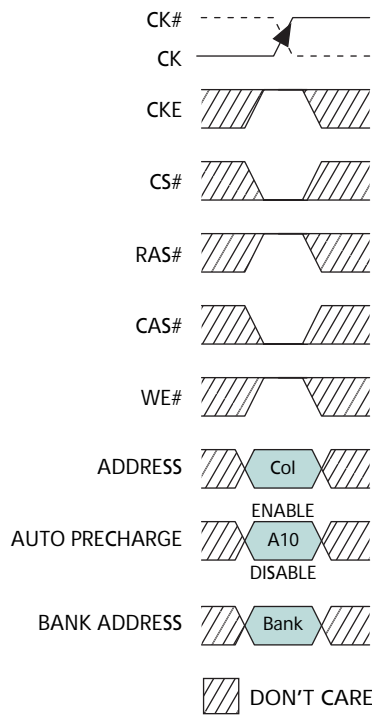 CK#
CK
CKE
CS#
RAS#
CAS#
WE#
ADDRESS
Col
ENABLE
AUTO PRECHARGE
A10
DISABLE
BANK ADDRESS
Bank
DON'T CARE